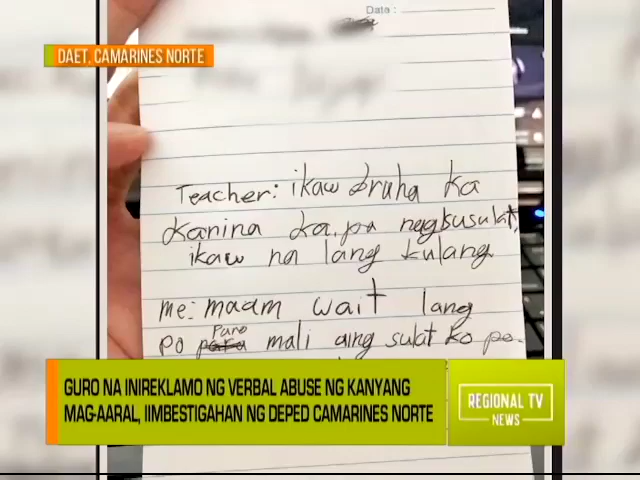 Date :
DAET, CAMARINES NORTE
Teacher: ikaw bruha ka
kanina ka pa nagsusulat,
ikaw na lang kulang
me: maam wait lang
po para Paro mali aing sulat ko po.
GURO NA INIREKLAMO NG VERBAL ABUSE NG KANYANG
MAG-AARAL, IIMBESTIGAHAN NG DEPED CAMARINES NORTE
REGIONAL TV
NEWS